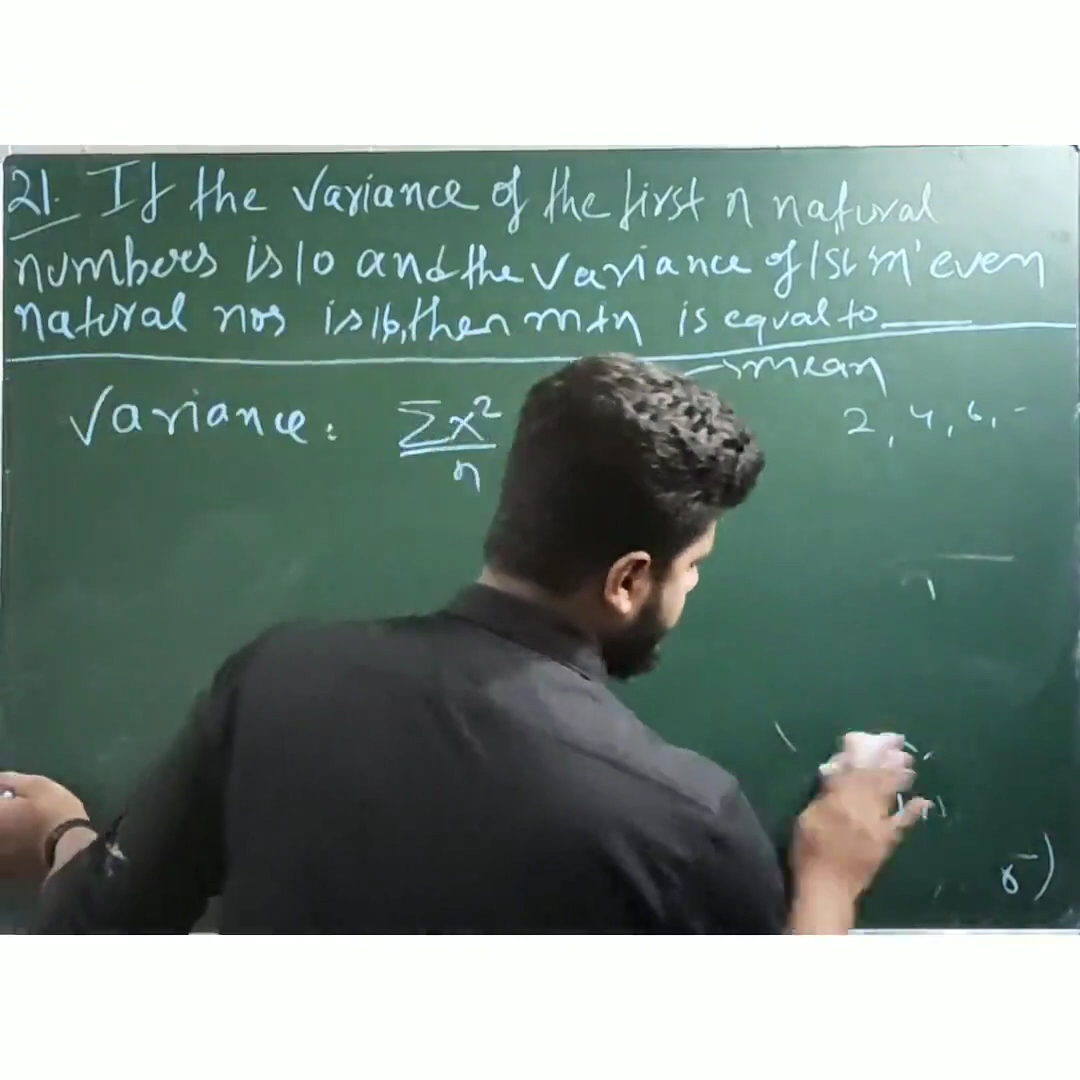 21. If the variance of the first n natural
numbers is 10 and the variance of 1st 'm' even
natural nos is 16, then m+n is equal to ____
→ mean
Variance: Σx²/n
2, 4, 6, -